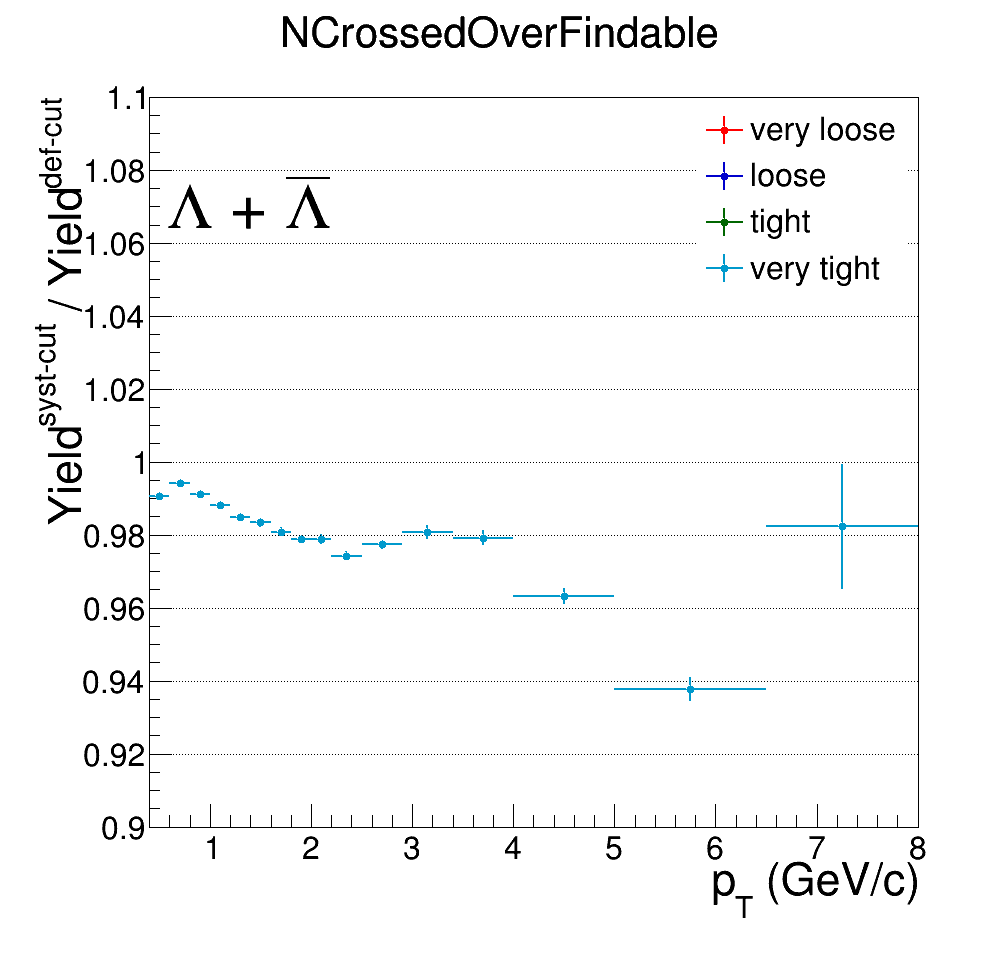 NCrossedOverFindable
Yield^syst-cut / Yield^def-cut
1.1
1.08
1.06
1.04
1.02
1
0.98
0.96
0.94
0.92
0.9
Λ + Λ̅
very loose
loose
tight
very tight
1 2 3 4 5 6 7 8
p_T (GeV/c)